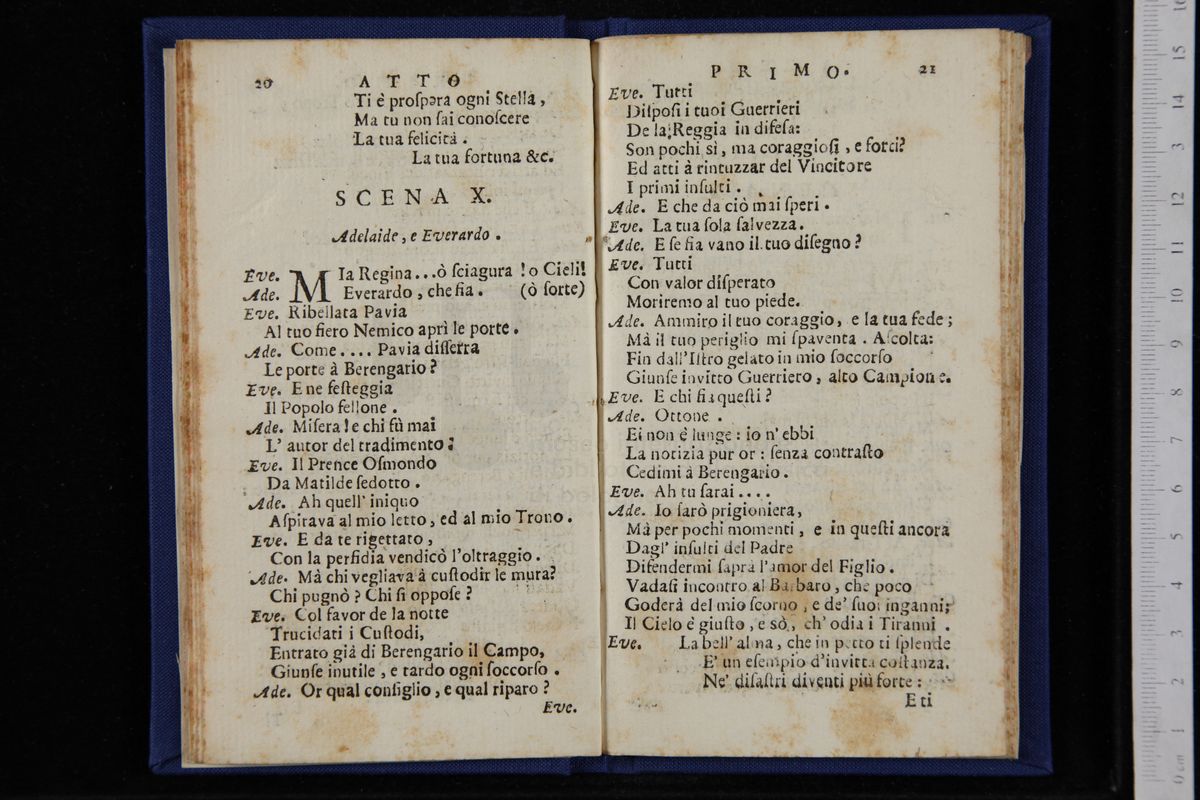 20 ATTO
Ti è proſpera ogni Stella,
Ma tu non ſai conoſcere
La tua felicità.
La tua fortuna &c.
SCENA X.
Adelaide, e Everardo.
Eve. MIa Regina...ò ſciagura ! o Cieli!
Ade. Everardo, che ſia. (ò ſorte)
Eve. Ribellata Pavia
Al tuo fiero Nemico aprì le porte.
Ade. Come.... Pavia diſſerra
Le porte à Berengario?
Eve. E ne feſteggia
Il Popolo fellone.
Ade. Miſera! e chi fù mai
L' autor del tradimento?
Eve. Il Prence Oſmondo
Da Matilde ſedotto.
Ade. Ah quell' iniquo
Aſpirava al mio letto, ed al mio Trono.
Eve. E da te rigettato,
Con la perfidia vendicò l'oltraggio.
Ade. Mà chi vegliava à cuſtodir le mura?
Chi pugnò? Chi ſi oppoſe?
Eve. Col favor de la notte
Trucidati i Cuſtodi,
Entrato già di Berengario il Campo,
Giunſe inutile, e tardo ogni ſoccorſo.
Ade. Or qual conſiglio, e qual riparo?
Eve.
PRIMO. 21
Eve. Tutti
Diſpoſi i tuoi Guerrieri
De la Reggia in difeſa:
Son pochi sì, ma coraggioſi, e forti?
Ed atti à rintuzzar del Vincitore
I primi inſulti.
Ade. E che da ciò mai ſperi.
Eve. La tua ſola ſalvezza.
Ade. E ſe ſia vano il tuo diſegno?
Eve. Tutti
Con valor diſperato
Moriremo al tuo piede.
Ade. Ammiro il tuo coraggio, e la tua fede;
Mà il tuo periglio mi ſpaventa. Aſcolta:
Fin dall'Iſtro gelato in mio ſoccorſo
Giunſe invitto Guerriero, alto Campione.
Eve. E chi fia queſti?
Ade. Ottone.
Ei non è lunge: io n' ebbi
La notizia pur or: ſenza contraſto
Cedimi à Berengario.
Eve. Ah tu ſarai....
Ade. Io ſarò prigioniera,
Mà per pochi momenti, e in queſti ancora
Dagl' inſulti del Padre
Difendermi ſaprà l'amor del Figlio.
Vadaſi incontro al Barbaro, che poco
Goderà del mio ſcorno, e de' ſuoi inganni;
Il Cielo è giuſto, e sò, ch' odia i Tiranni.
Eve. La bell' alma, che in petto ti ſplende
E' un eſempio d'invitta coſtanza.
Ne' diſaſtri diventi più forte:
E ti